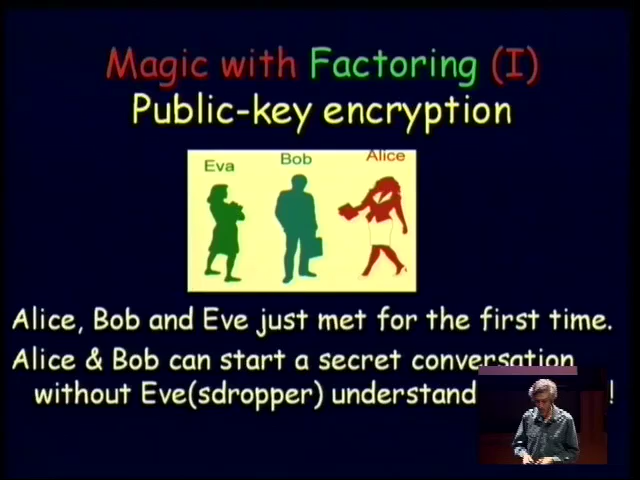 Magic with Factoring (I)
Public-key encryption
Eva Bob Alice
Alice, Bob and Eve just met for the first time.
Alice & Bob can start a secret conversation
without Eve(sdropper) understand !